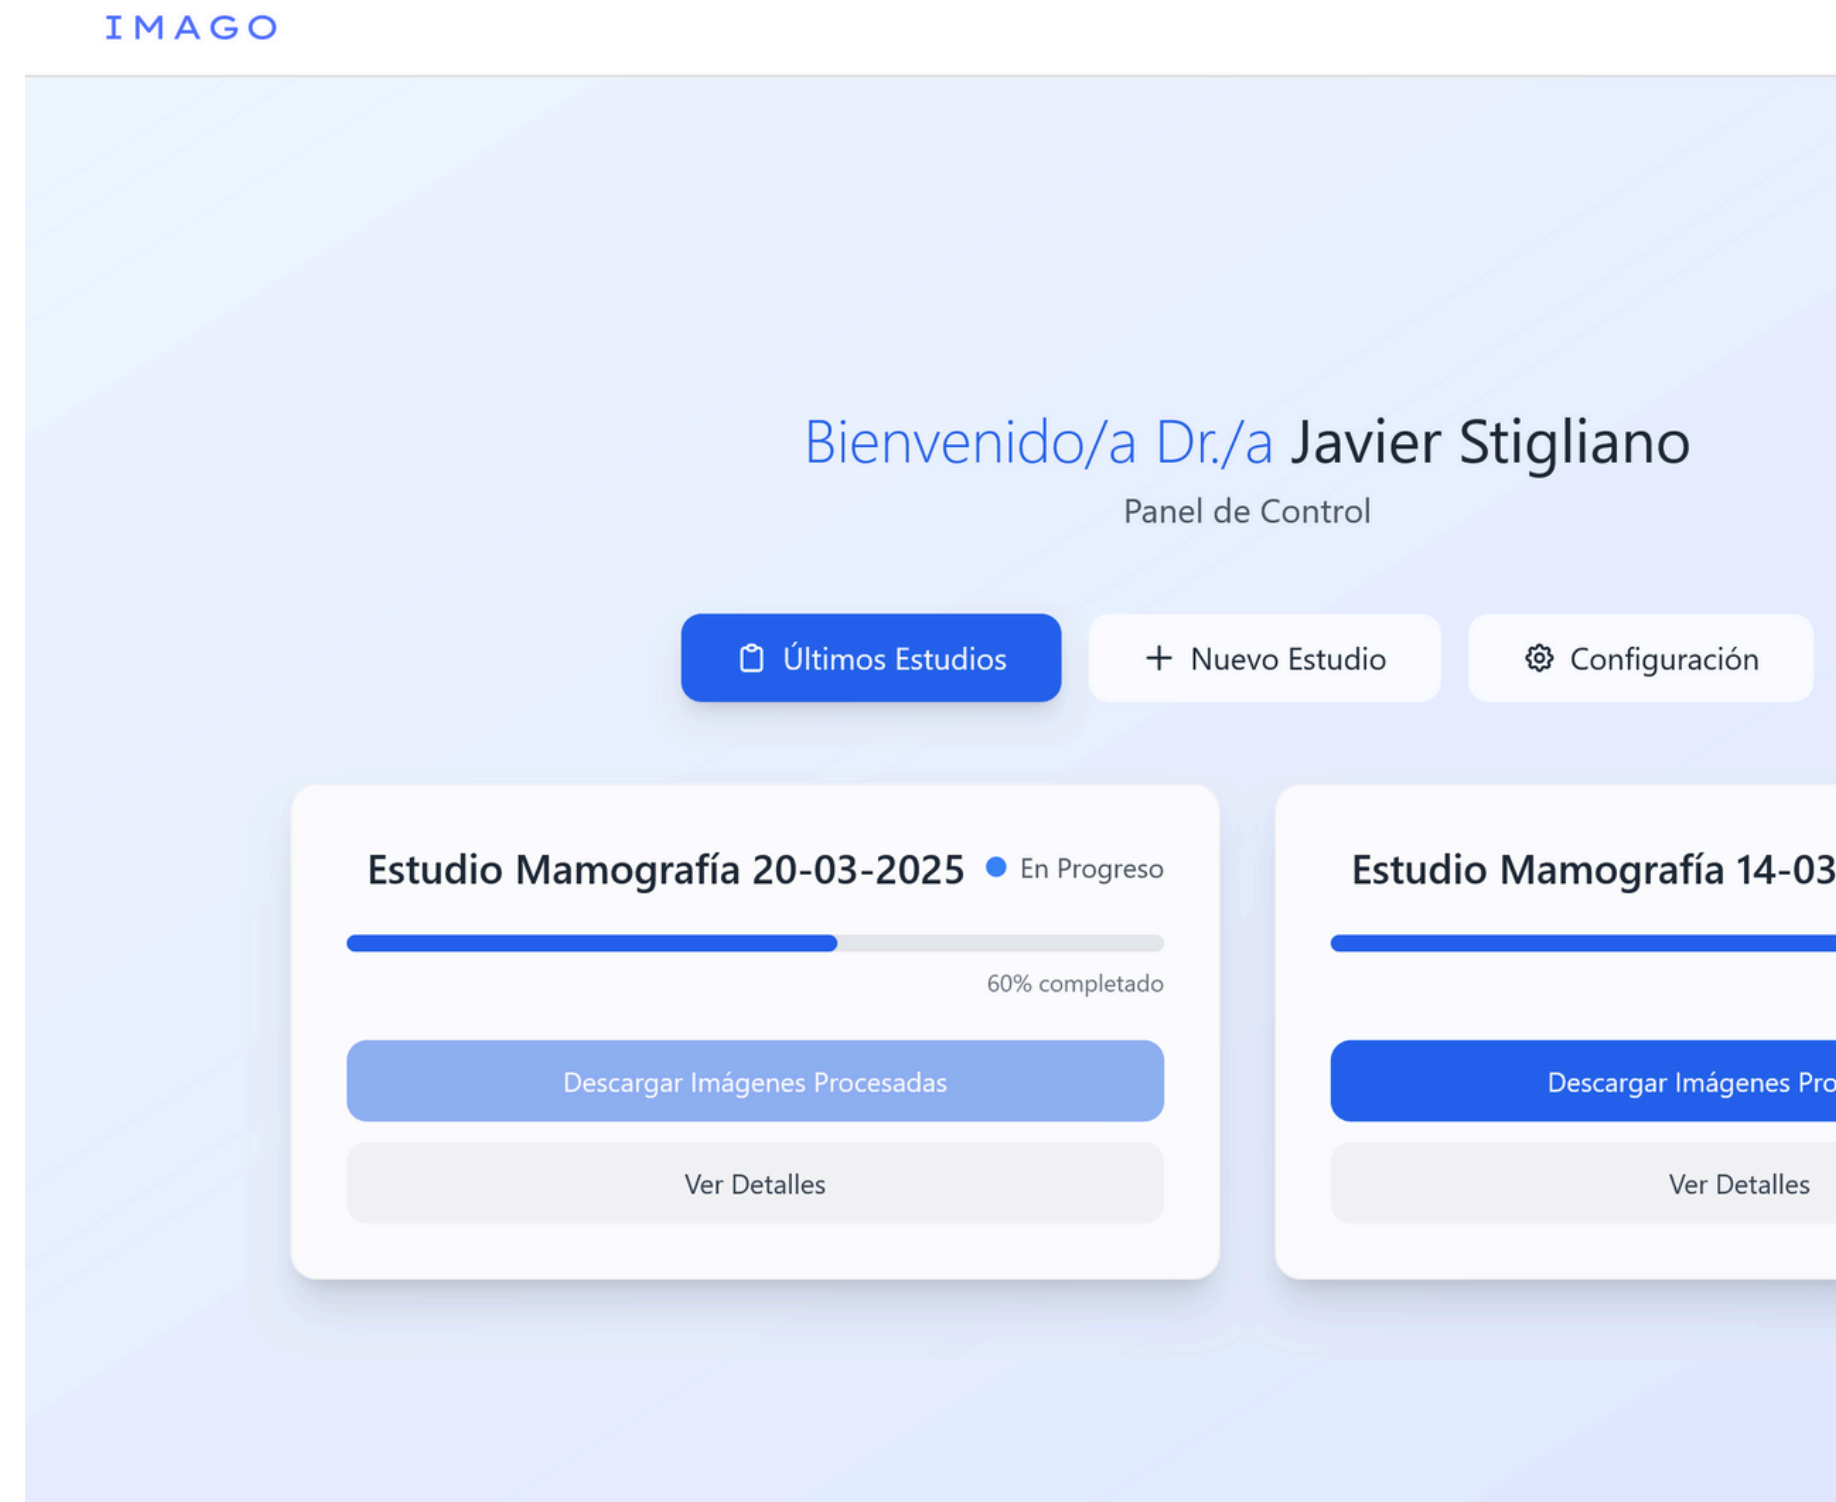 IMAGO
Bienvenido/a Dr./a Javier Stigliano
Panel de Control
Últimos Estudios
Nuevo Estudio
Configuración
Estudio Mamografía 20-03-2025
En Progreso
60% completado
Descargar Imágenes Procesadas
Ver Detalles
Estudio Mamografía 14-03
Descargar Imágenes Pro
Ver Detalles